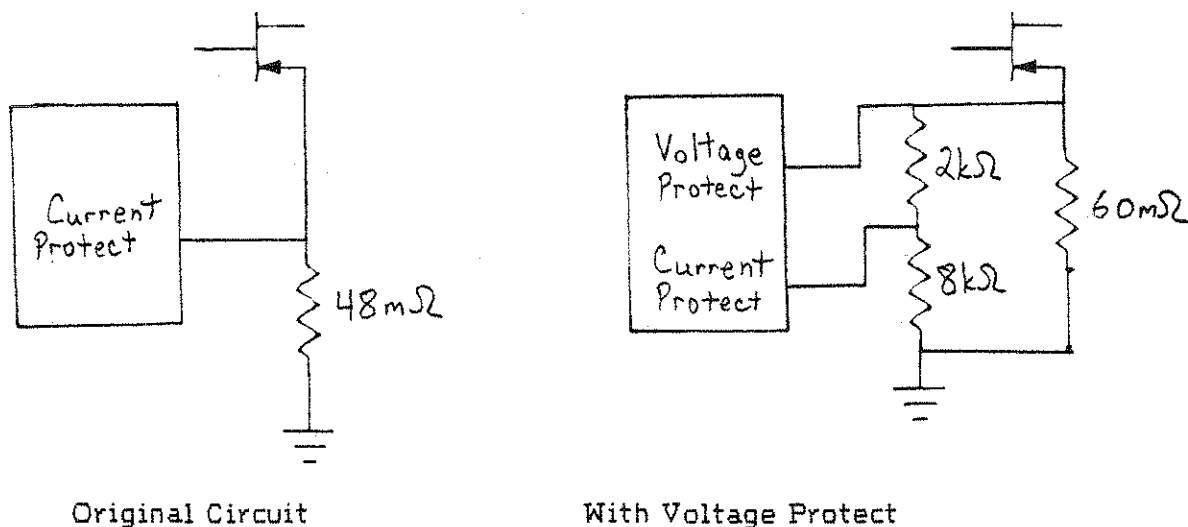 Current
Protect
48mΩ
Original Circuit
Voltage
Protect
Current
Protect
2kΩ
8kΩ
60mΩ
With Voltage Protect